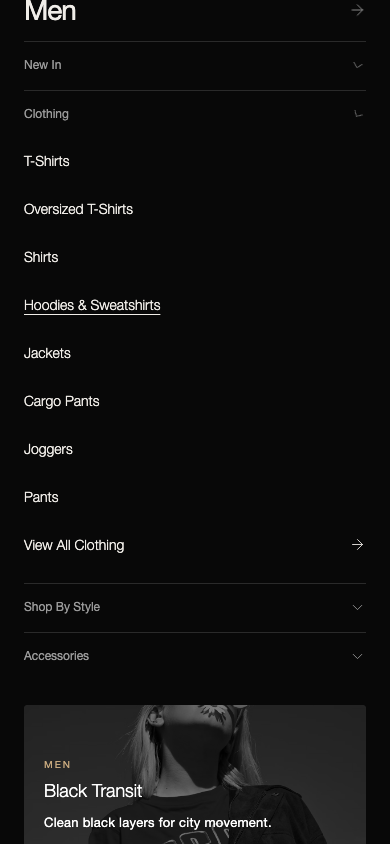 Men
New In
Clothing
T-Shirts
Oversized T-Shirts
Shirts
Hoodies & Sweatshirts
Jackets
Cargo Pants
Joggers
Pants
View All Clothing
Shop By Style
Accessories
MEN
Black Transit
Clean black layers for city movement.